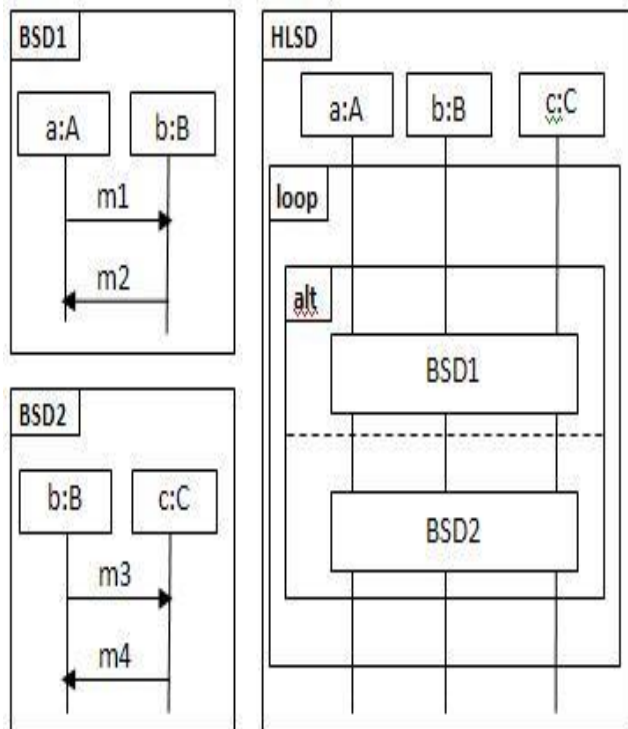 BSD1
a:A b:B
m1
m2
BSD2
b:B c:C
m3
m4
HLSD
a:A b:B c:C
loop
alt
BSD1
BSD2